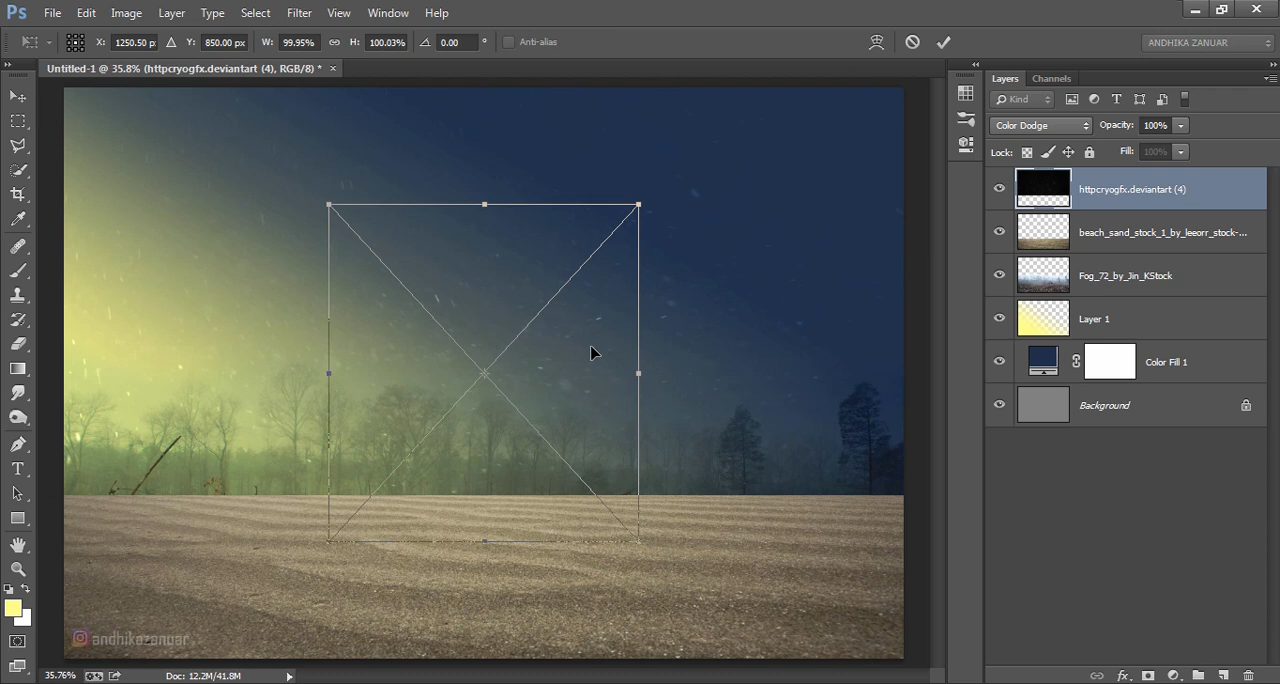 Ps File Edit Image Layer Type Select Filter View Window Help
X: 1250.50 px Y: 850.00 px W: 99.95% H: 100.03% 0.00 ° Anti-alias ANDHIKA ZANUAR
Untitled-1 @ 35.8% (httpcryogfx.deviantart (4), RGB/8) * ×
Layers Channels
Kind
Color Dodge Opacity: 100%
Lock: Fill: 100%
httpcryogfx.deviantart (4)
beach_sand_stock_1_by_leeorr_stock-...
Fog_72_by_Jin_KStock
Layer 1
Color Fill 1
Background
andhikazanuar
35.76% Doc: 12.2M/41.8M